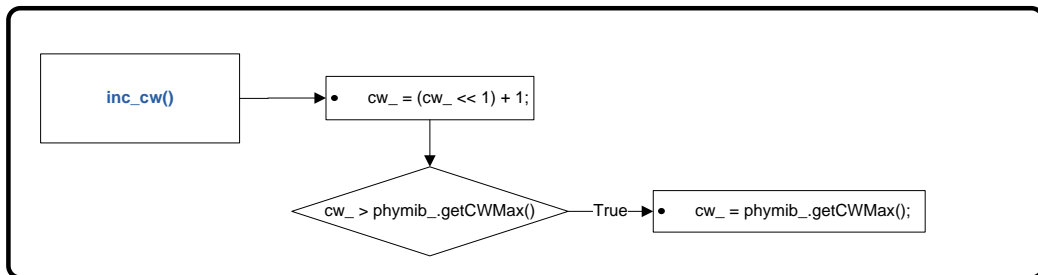 inc_cw()
• cw_ = (cw_ << 1) + 1;
cw_ > phymib_.getCWMax()
True
• cw_ = phymib_.getCWMax();